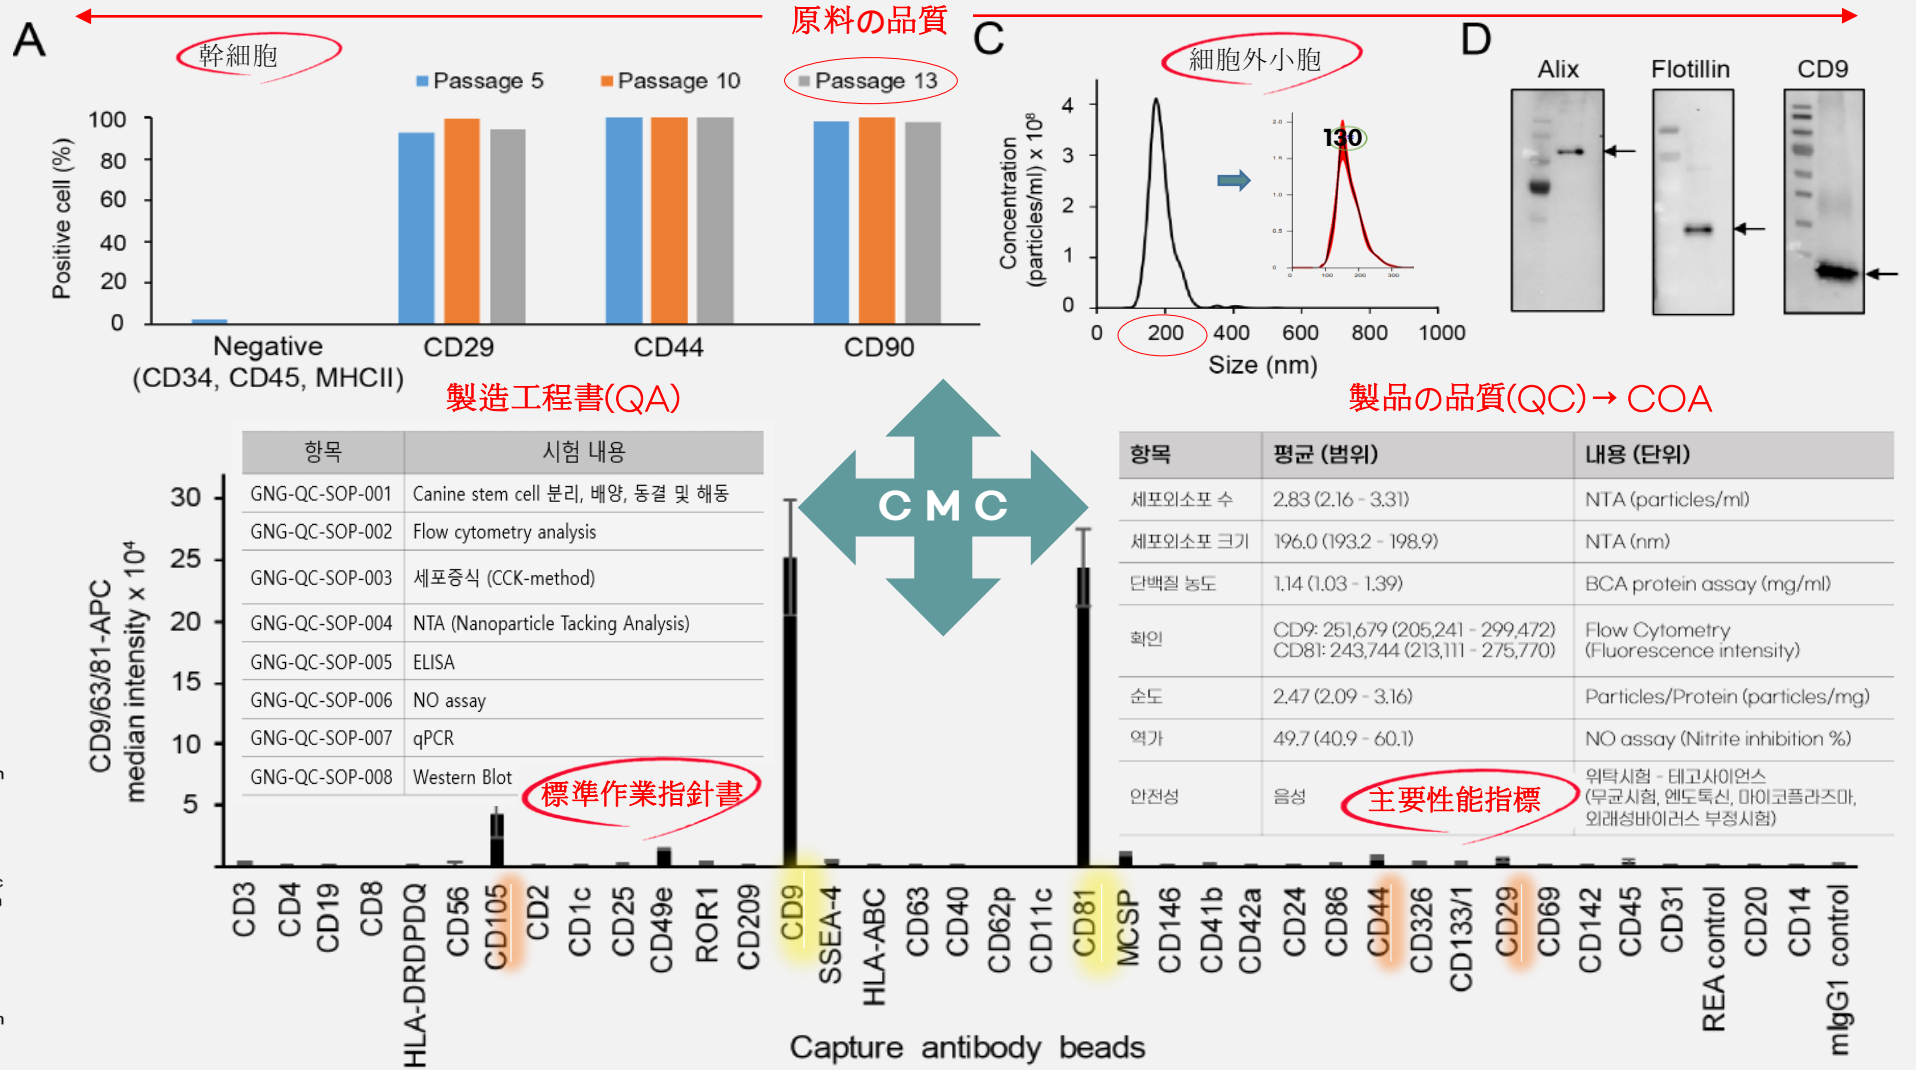 原料の品質
A
幹細胞
Passage 5
Passage 10
Passage 13
Positive cell (%)
100
80
60
40
20
0
Negative
(CD34, CD45, MHCII)
CD29
CD44
CD90
C
細胞外小胞
Concentration
(particles/ml) x 10⁸
4
3
2
1
0
0
200
400
600
800
1000
Size (nm)
130
2.0
1.5
1.0
0.5
0
0
100
200
300
D
Alix
Flotillin
CD9
製造工程書(QA)
製品の品質(QC)→ COA
CMC
항목
시험 내용
GNG-QC-SOP-001
Canine stem cell 분리, 배양, 동결 및 해동
GNG-QC-SOP-002
Flow cytometry analysis
GNG-QC-SOP-003
세포증식 (CCK-method)
GNG-QC-SOP-004
NTA (Nanoparticle Tacking Analysis)
GNG-QC-SOP-005
ELISA
GNG-QC-SOP-006
NO assay
GNG-QC-SOP-007
qPCR
GNG-QC-SOP-008
Western Blot
標準作業指針書
항목
평균 (범위)
내용 (단위)
세포외소포 수
2.83 (2.16 - 3.31)
NTA (particles/ml)
세포외소포 크기
196.0 (193.2 - 198.9)
NTA (nm)
단백질 농도
1.14 (1.03 - 1.39)
BCA protein assay (mg/ml)
확인
CD9: 251,679 (205,241 - 299,472)
CD81: 243,744 (213,111 - 275,770)
Flow Cytometry
(Fluorescence intensity)
순도
2.47 (2.09 - 3.16)
Particles/Protein (particles/mg)
역가
49.7 (40.9 - 60.1)
NO assay (Nitrite inhibition %)
안전성
음성
위탁시험 - 테고사이언스
(무균시험, 엔도톡신, 마이코플라즈마,
외래성바이러스 부정시험)
主要性能指標
CD9/63/81-APC
median intensity x 10⁴
30
25
20
15
10
5
CD3
CD4
CD19
CD8
HLA-DRDPDQ
CD56
CD105
CD2
CD1c
CD25
CD49e
ROR1
CD209
CD9
SSEA-4
HLA-ABC
CD63
CD40
CD62p
CD11c
CD81
MCSP
CD146
CD41b
CD42a
CD24
CD86
CD44
CD326
CD133/1
CD29
CD69
CD142
CD45
CD31
REA control
CD20
CD14
mIgG1 control
Capture antibody beads